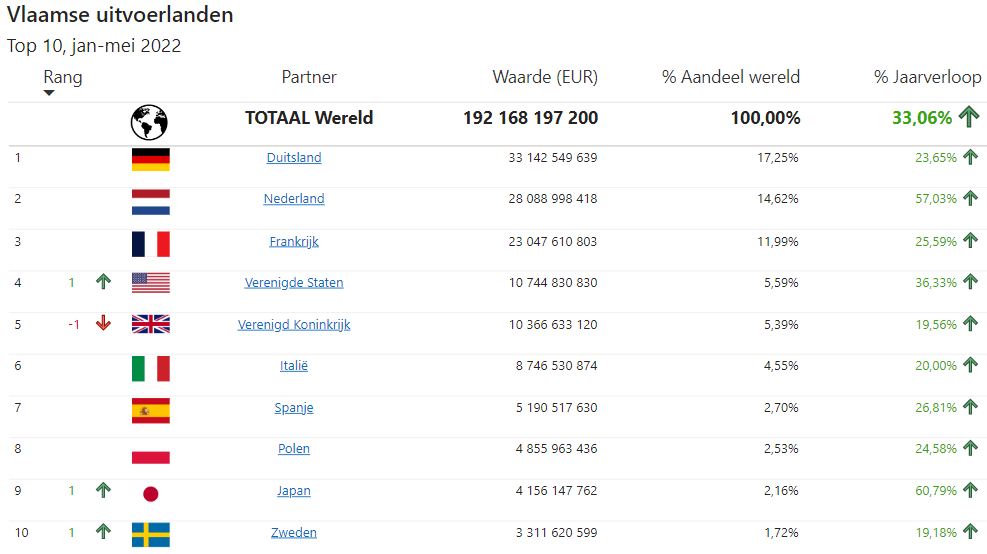 Vlaamse uitvoerlanden
Top 10, jan-mei 2022
Rang Partner Waarde (EUR) % Aandeel wereld % Jaarverloop
TOTAAL Wereld 192 168 197 200 100,00% 33,06%
1 Duitsland 33 142 549 639 17,25% 23,65%
2 Nederland 28 088 998 418 14,62% 57,03%
3 Frankrijk 23 047 610 803 11,99% 25,59%
4 1 Verenigde Staten 10 744 830 830 5,59% 36,33%
5 -1 Verenigd Koninkrijk 10 366 633 120 5,39% 19,56%
6 Italië 8 746 530 874 4,55% 20,00%
7 Spanje 5 190 517 630 2,70% 26,81%
8 Polen 4 855 963 436 2,53% 24,58%
9 1 Japan 4 156 147 762 2,16% 60,79%
10 1 Zweden 3 311 620 599 1,72% 19,18%